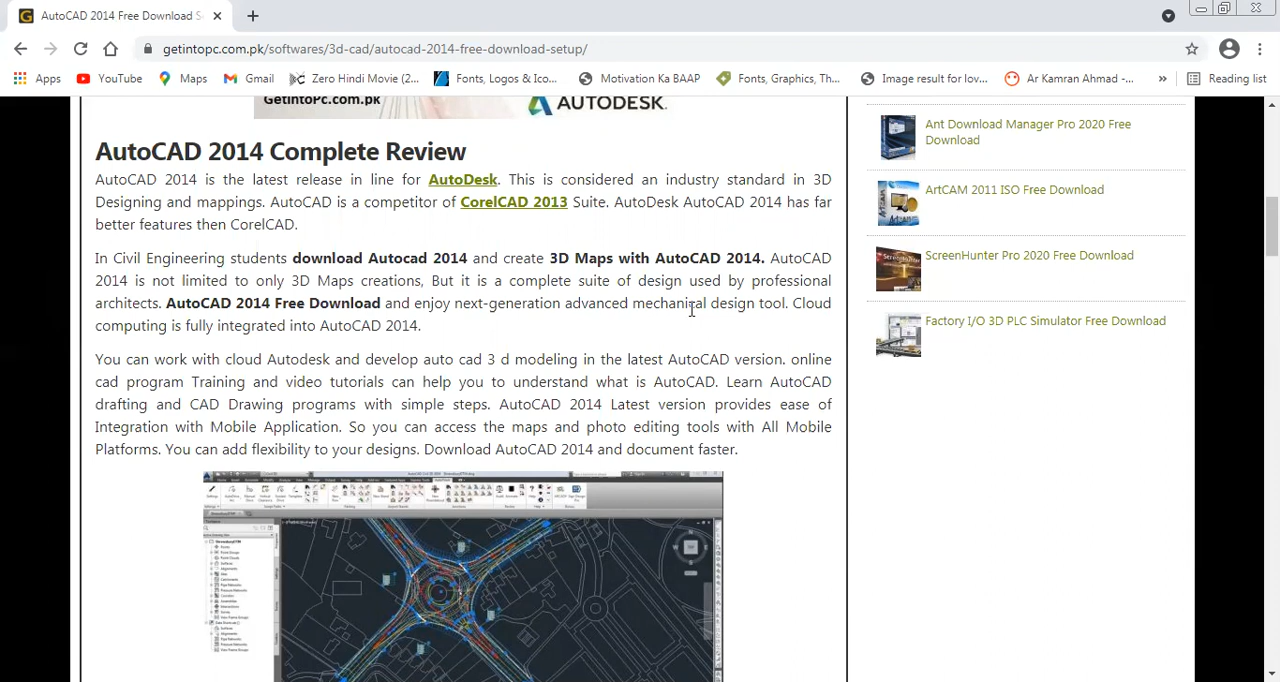 AutoCAD 2014 Free Download S
getintopc.com.pk/softwares/3d-cad/autocad-2014-free-download-setup/
Apps YouTube Maps Gmail Zero Hindi Movie (2... Fonts, Logos & Ico... Motivation Ka BAAP Fonts, Graphics, Th... Image result for lov... Ar Kamran Ahmad -... » Reading list
GetintoPc.com.pk
AUTODESK.
AutoCAD 2014 Complete Review
AutoCAD 2014 is the latest release in line for AutoDesk. This is considered an industry standard in 3D
Designing and Mappings. AutoCAD is a competitor of CorelCAD 2013 Suite. AutoDesk AutoCAD 2014 has far
better features then CorelCAD.
In Civil Engineering students download Autocad 2014 and create 3D Maps with AutoCAD 2014. AutoCAD
2014 is not limited to only 3D Maps creations, But it is a complete suite of design used by professional
architects. AutoCAD 2014 Free Download and enjoy next-generation advanced mechanical design tool. Cloud
computing is fully integrated into AutoCAD 2014.
You can work with cloud Autodesk and develop auto cad 3 d modeling in the latest AutoCAD version. online
cad program Training and video tutorials can help you to understand what is AutoCAD. Learn AutoCAD
drafting and CAD Drawing programs with simple steps. AutoCAD 2014 Latest version provides ease of
Integration with Mobile Application. So you can access the maps and photo editing tools with All Mobile
Platforms. You can add flexibility to your designs. Download AutoCAD 2014 and document faster.
Ant Download Manager Pro 2020 Free
Download
ArtCAM 2011 ISO Free Download
ScreenHunter Pro 2020 Free Download
Factory I/O 3D PLC Simulator Free Download